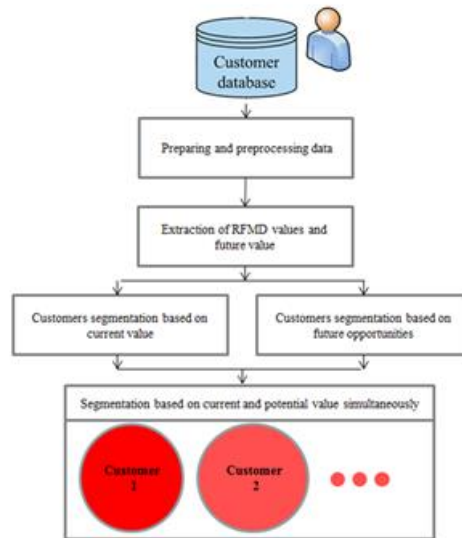 Customer
database
Preparing and preprocessing data
Extraction of RFMD values and
future value
Customers segmentation based on
current value
Customers segmentation based on
future opportunities
Segmentation based on current and potential value simultaneously
Customer
1
Customer
2